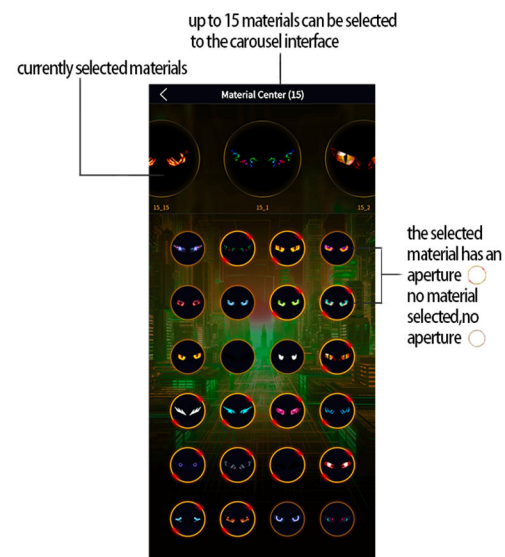 up to 15 materials can be selected
to the carousel interface
currently selected materials
Material Center (15)
15_15
15_1
15_2
the selected
material has an
aperture
no material
selected,no
aperture